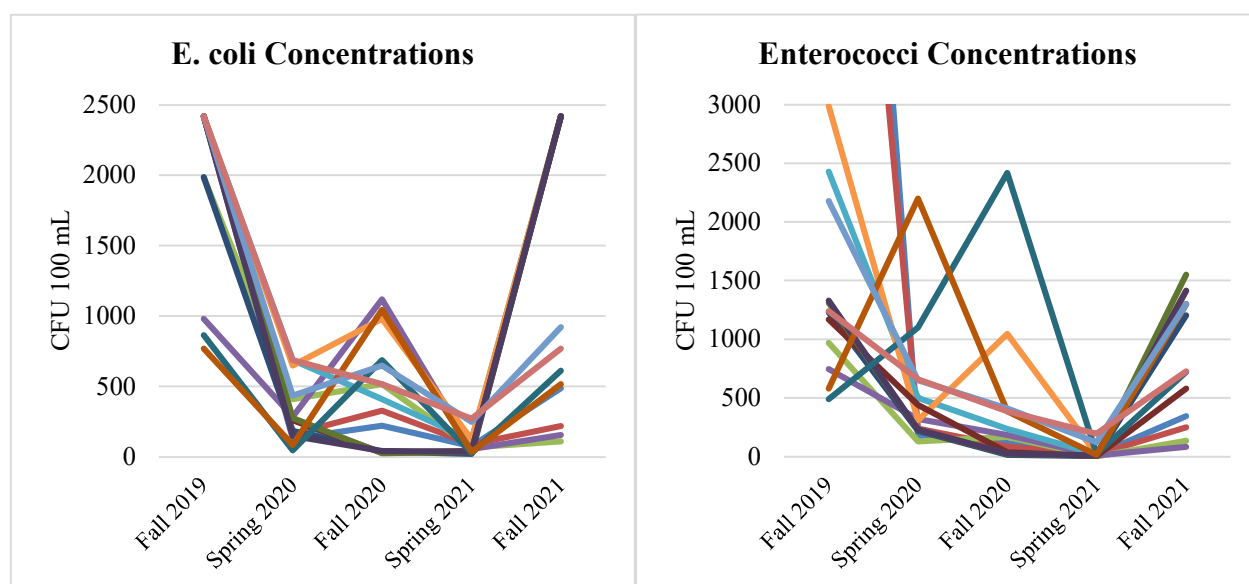 E. coli Concentrations
CFU 100 mL
2500
2000
1500
1000
500
0
Fall 2019
Spring 2020
Fall 2020
Spring 2021
Fall 2021
Enterococci Concentrations
CFU 100 mL
3000
2500
2000
1500
1000
500
0
Fall 2019
Spring 2020
Fall 2020
Spring 2021
Fall 2021